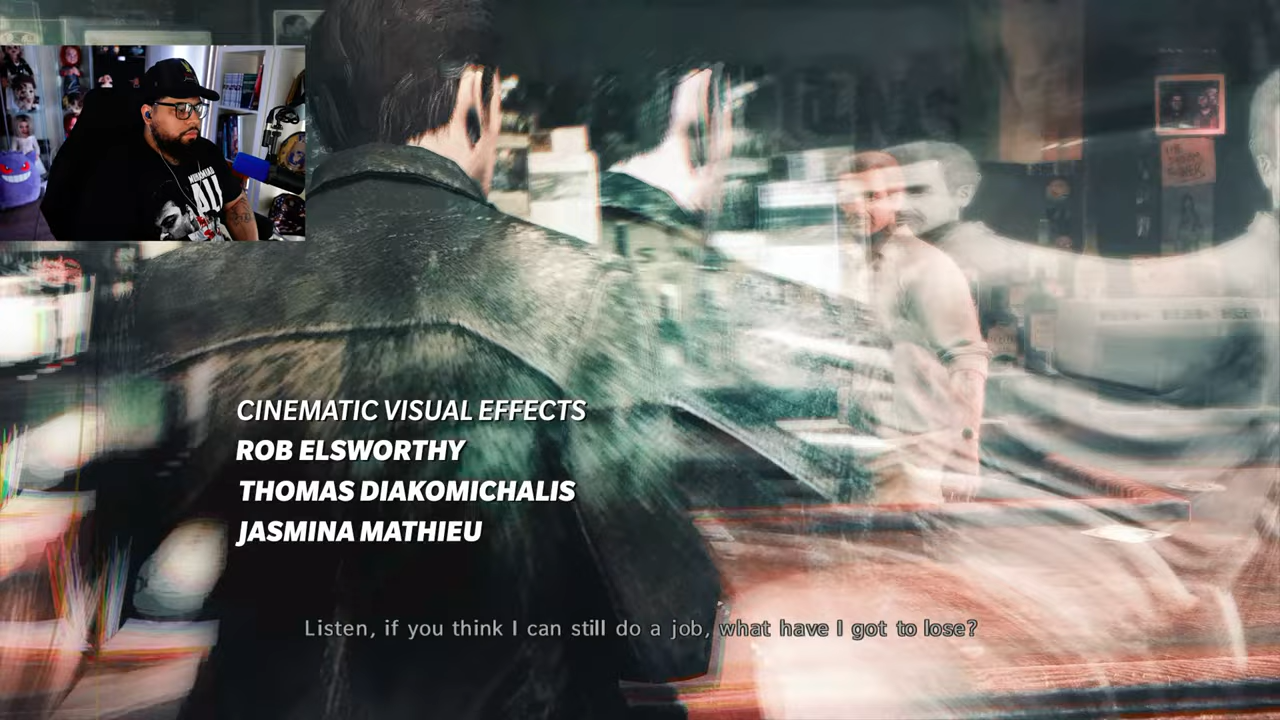 CINEMATIC VISUAL EFFECTS
ROB ELSWORTHY
THOMAS DIAKOMICHALIS
JASMINA MATHIEU
Listen, if you think I can still do a job, what have I got to lose?